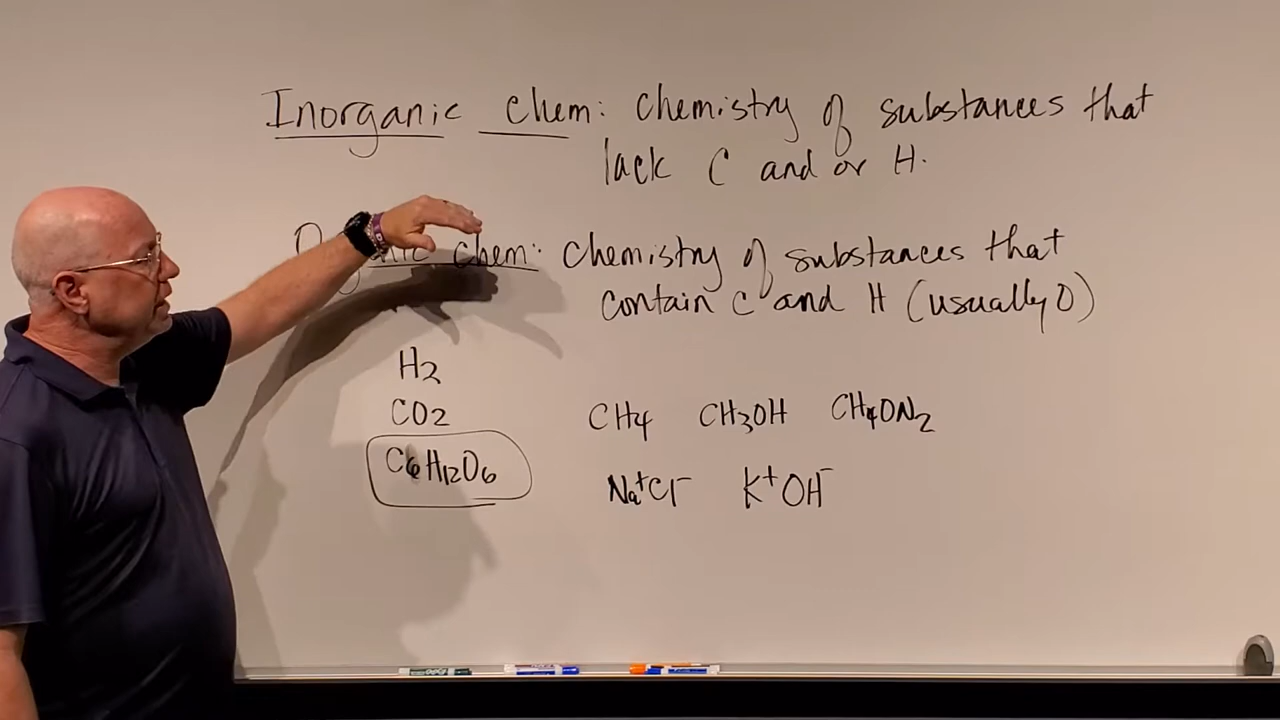 Inorganic Chem: Chemistry of substances that
lack C and or H.
chem: Chemistry of substances that
contain C and H (usually O)
H2
CO2
C6H12O6
CH4 CH3OH CH4ON2
Na+Cl- K+OH-